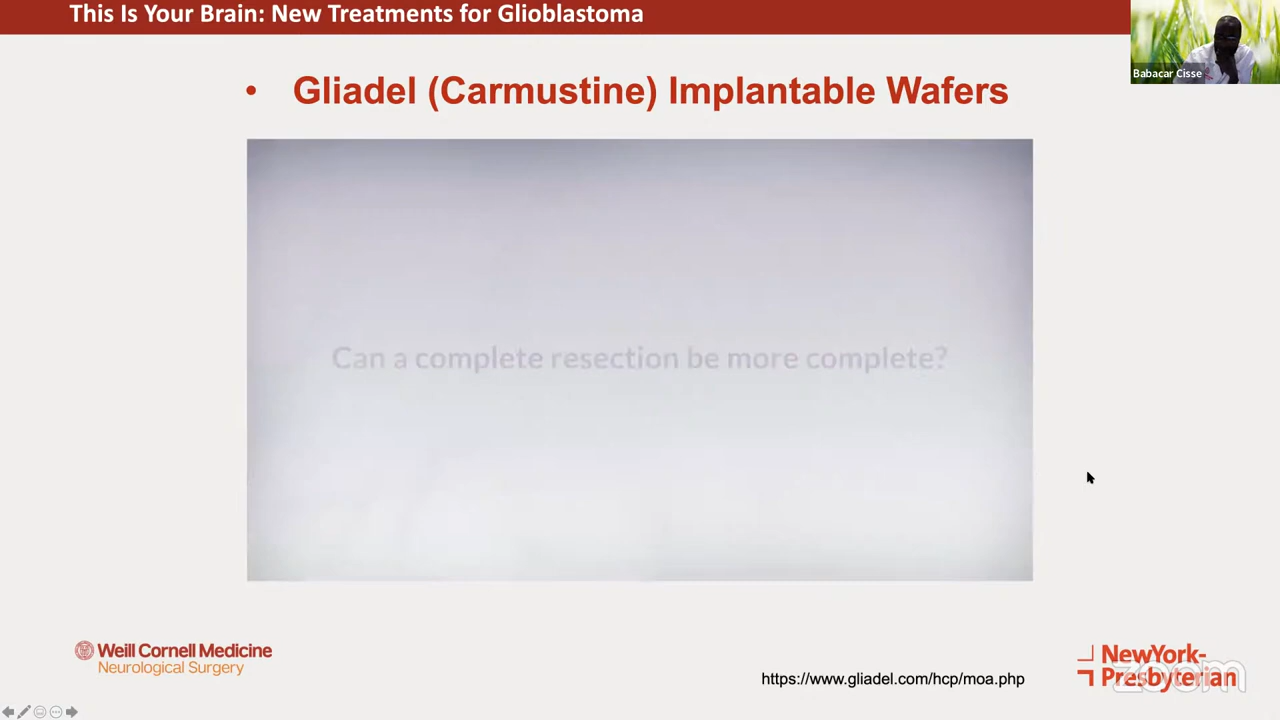 This Is Your Brain: New Treatments for Glioblastoma
Babacar Cisse
• Gliadel (Carmustine) Implantable Wafers
Can a complete resection be more complete?
Weill Cornell Medicine
Neurological Surgery
https://www.gliadel.com/hcp/moa.php
NewYork-
Presbyterian
zoom